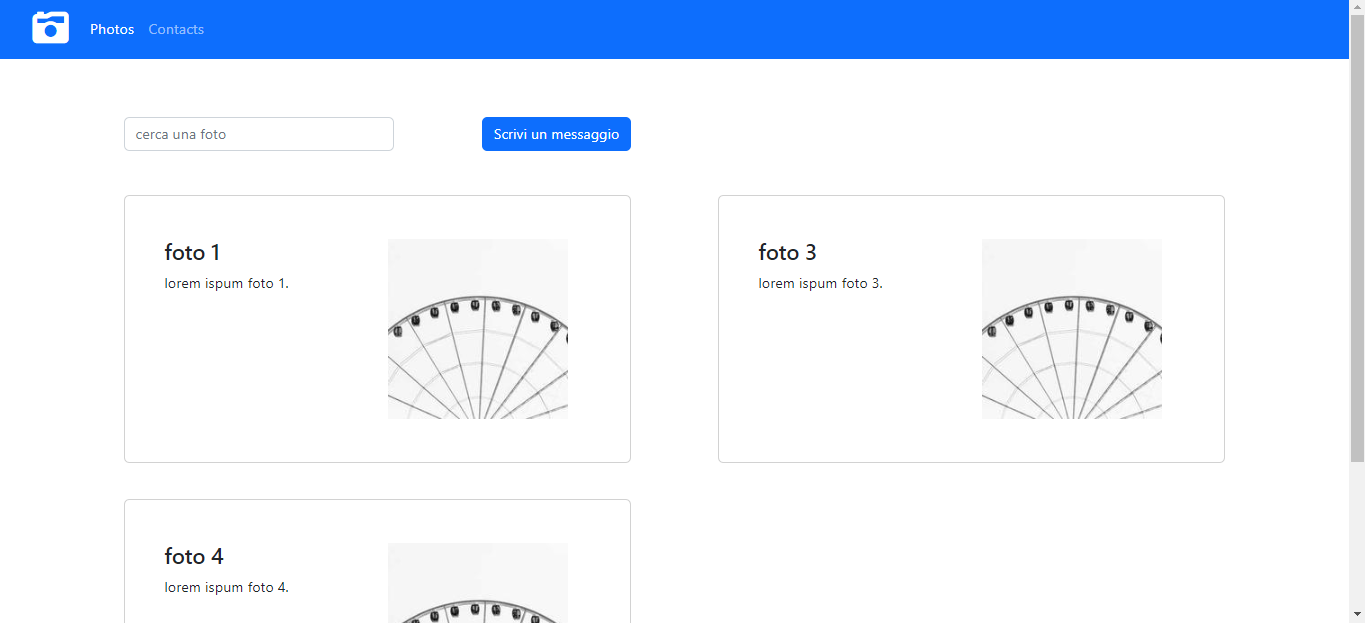 Photos Contacts
cerca una foto
Scrivi un messaggio
foto 1
lorem ispum foto 1.
foto 3
lorem ispum foto 3.
foto 4
lorem ispum foto 4.